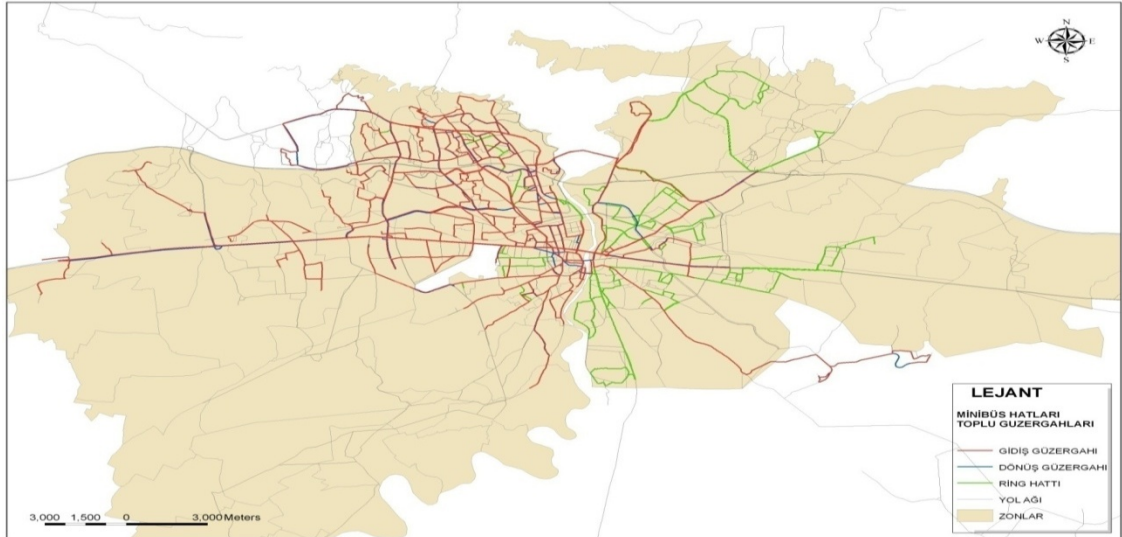 N
W E
S
LEJANT
MİNİBÜS HATLARI
TOPLU GUZERGAHLARI
GİDİŞ GÜZERGAHI
DÖNÜŞ GÜZERGAHI
RİNG HATTI
YOL AĞI
ZONLAR
3,000 1,500 0 3,000 Meters